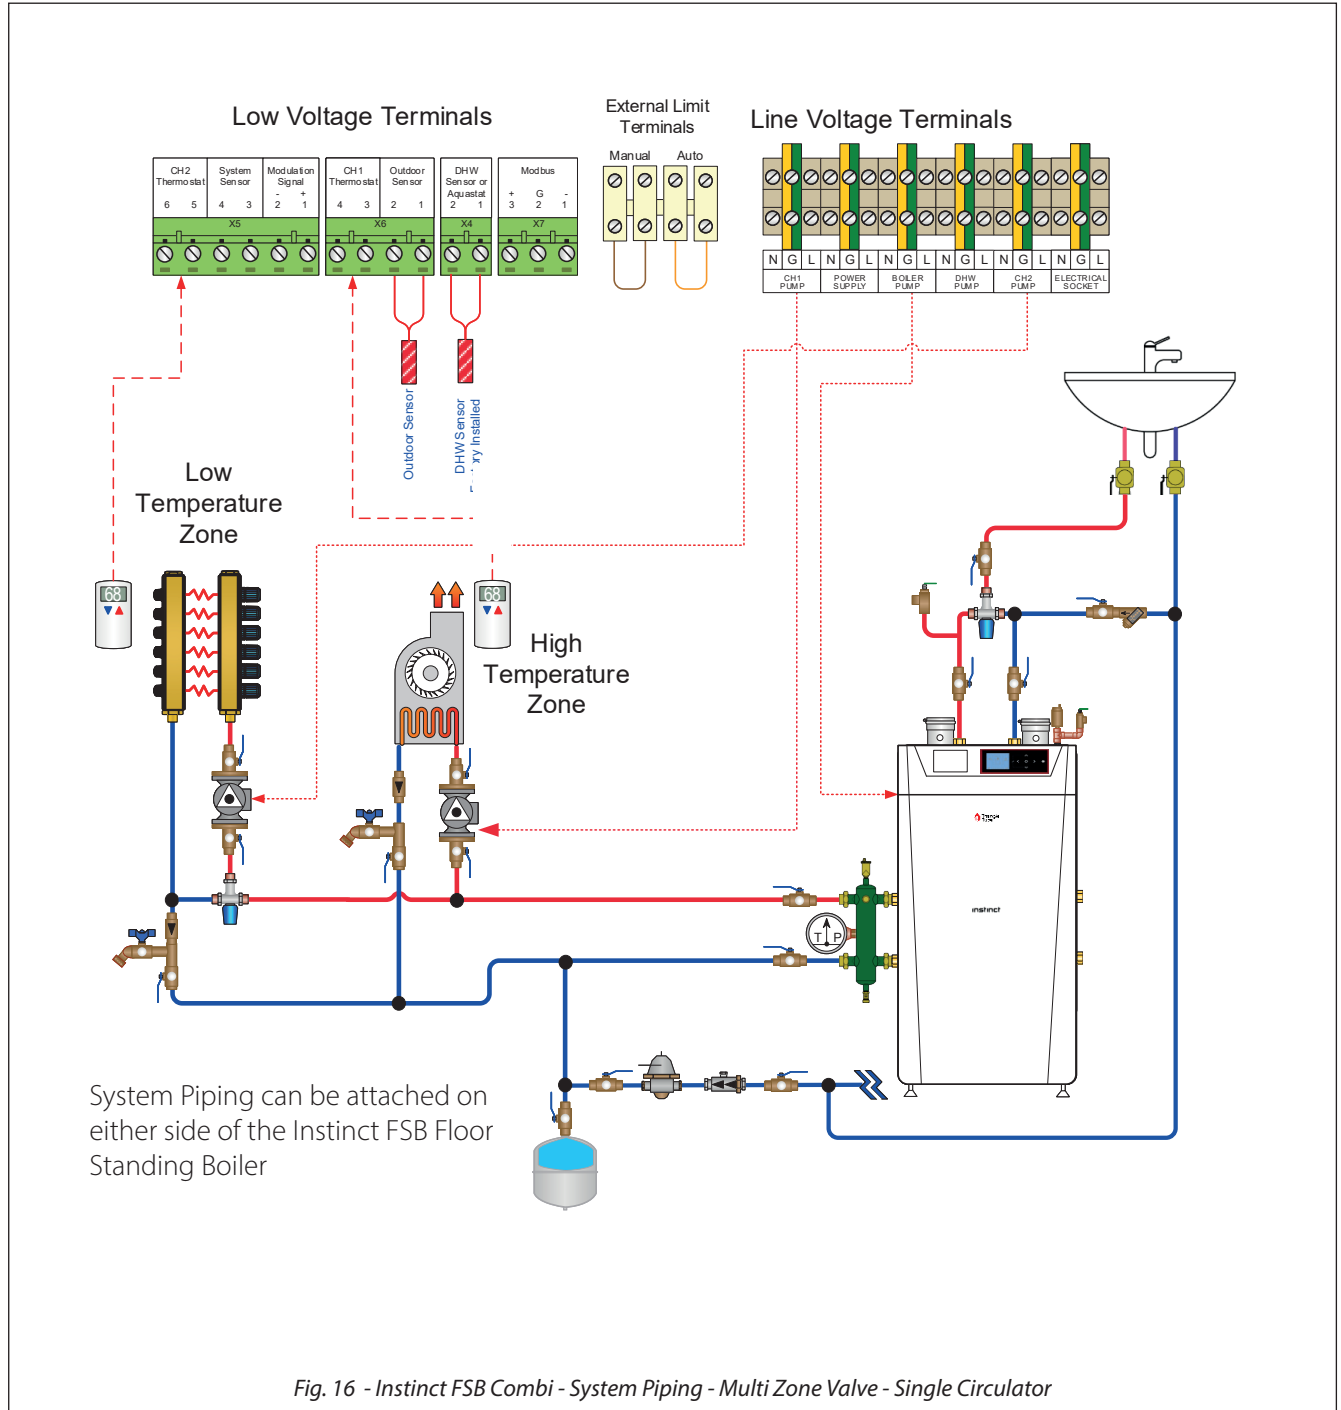 Low Voltage Terminals
External Limit
Terminals
Line Voltage Terminals
Manual Auto
CH2
Thermostat
6 5
System
Sensor
4 3
Modulation
Signal
- +
2 1
X5
CH1
Thermostat
4 3
Outdoor
Sensor
2 1
X6
DHW
Sensor or
Aquastat
2 1
X4
Modbus
+ G -
3 2 1
X7
N G L N G L N G L N G L N G L N G L
CH1
PUMP
POWER
SUPPLY
BOILER
PUMP
DHW
PUMP
CH2
PUMP
ELECTRICAL
SOCKET
Outdoor Sensor
DHW Sensor
Installed
Low
Temperature
Zone
68
68
High
Temperature
Zone
T P
instinct
System Piping can be attached on
either side of the Instinct FSB Floor
Standing Boiler
Fig. 16 - Instinct FSB Combi - System Piping - Multi Zone Valve - Single Circulator